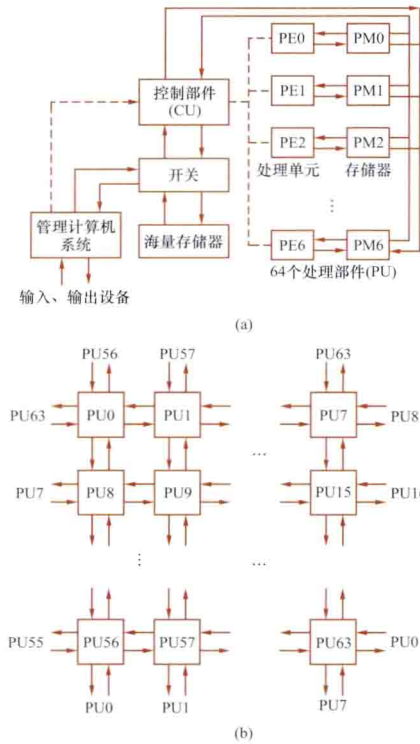 PE0 PM0
控制部件
(CU)
PE1 PM1
PE2 PM2
开关
处理单元 存储器
⋮
管理计算机
系统
海量存储器
PE6 PM6
64个处理部件(PU)
输入、输出设备
(a)
PU56 PU57 PU63
PU63 PU0 PU1 PU7 PU8
…
PU7 PU8 PU9 PU15 PU16
⋮ …
PU55 PU56 PU57 PU63 PU0
PU0 PU1 PU7
(b)